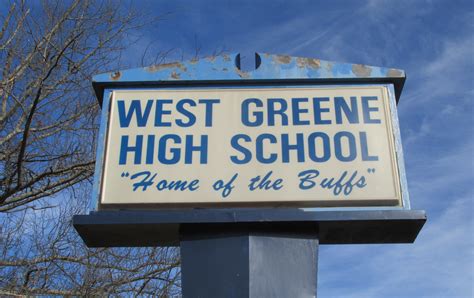 WEST GREENE
HIGH SCHOOL
"Home of the Buffs"